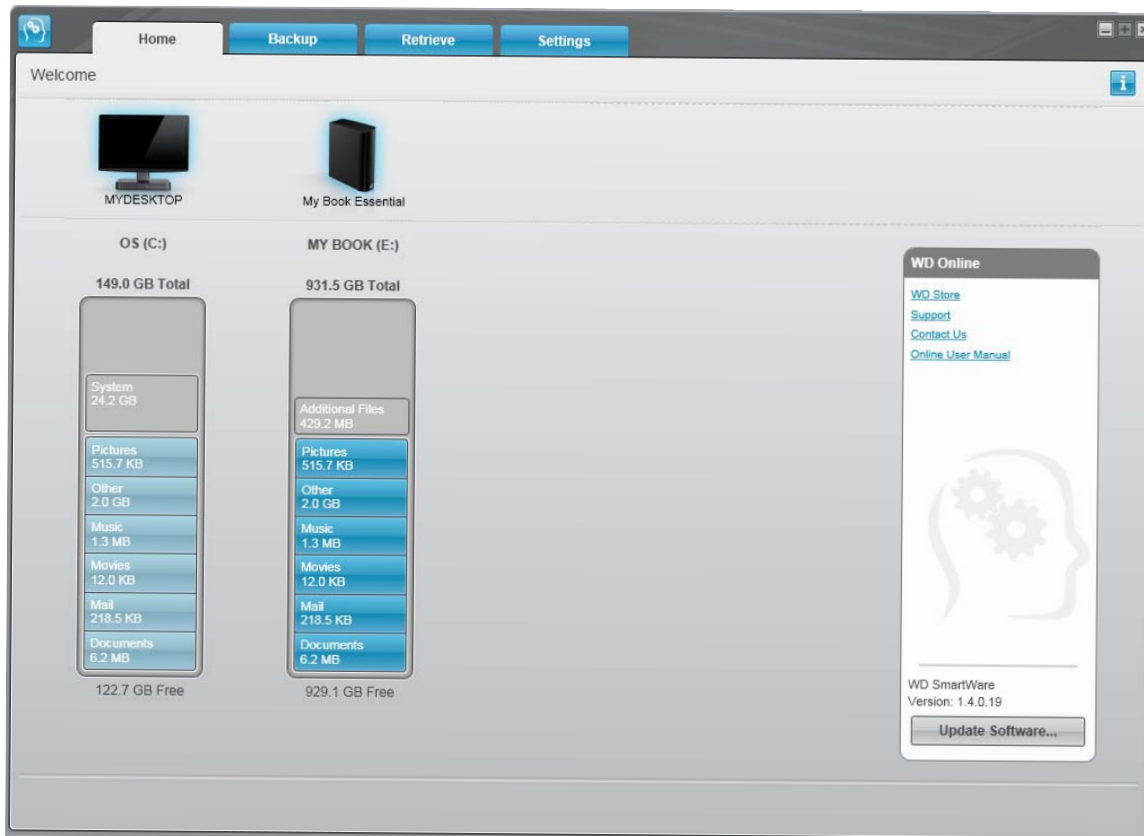 Home
Backup
Retrieve
Settings
Welcome
i
MYDESKTOP
My Book Essential
OS (C:)
149.0 GB Total
System
24.2 GB
Pictures
515.7 KB
Other
2.0 GB
Music
1.3 MB
Movies
12.0 KB
Mail
218.5 KB
Documents
6.2 MB
122.7 GB Free
MY BOOK (E:)
931.5 GB Total
Additional Files
429.2 MB
Pictures
515.7 KB
Other
2.0 GB
Music
1.3 MB
Movies
12.0 KB
Mail
218.5 KB
Documents
6.2 MB
929.1 GB Free
WD Online
WD Store
Support
Contact Us
Online User Manual
WD SmartWare
Version: 1.4.0.19
Update Software...